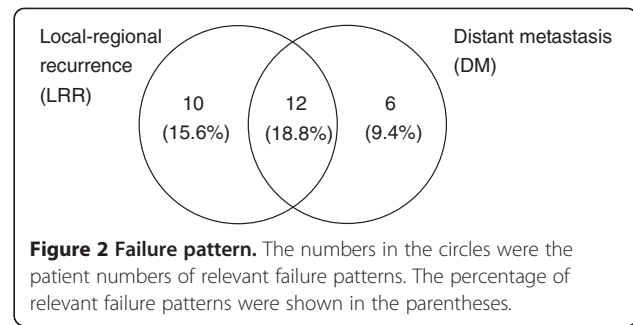 Local-regional
recurrence
(LRR)
Distant metastasis
(DM)
10
(15.6%)
12
(18.8%)
6
(9.4%)
Figure 2 Failure pattern. The numbers in the circles were the
patient numbers of relevant failure patterns. The percentage of
relevant failure patterns were shown in the parentheses.